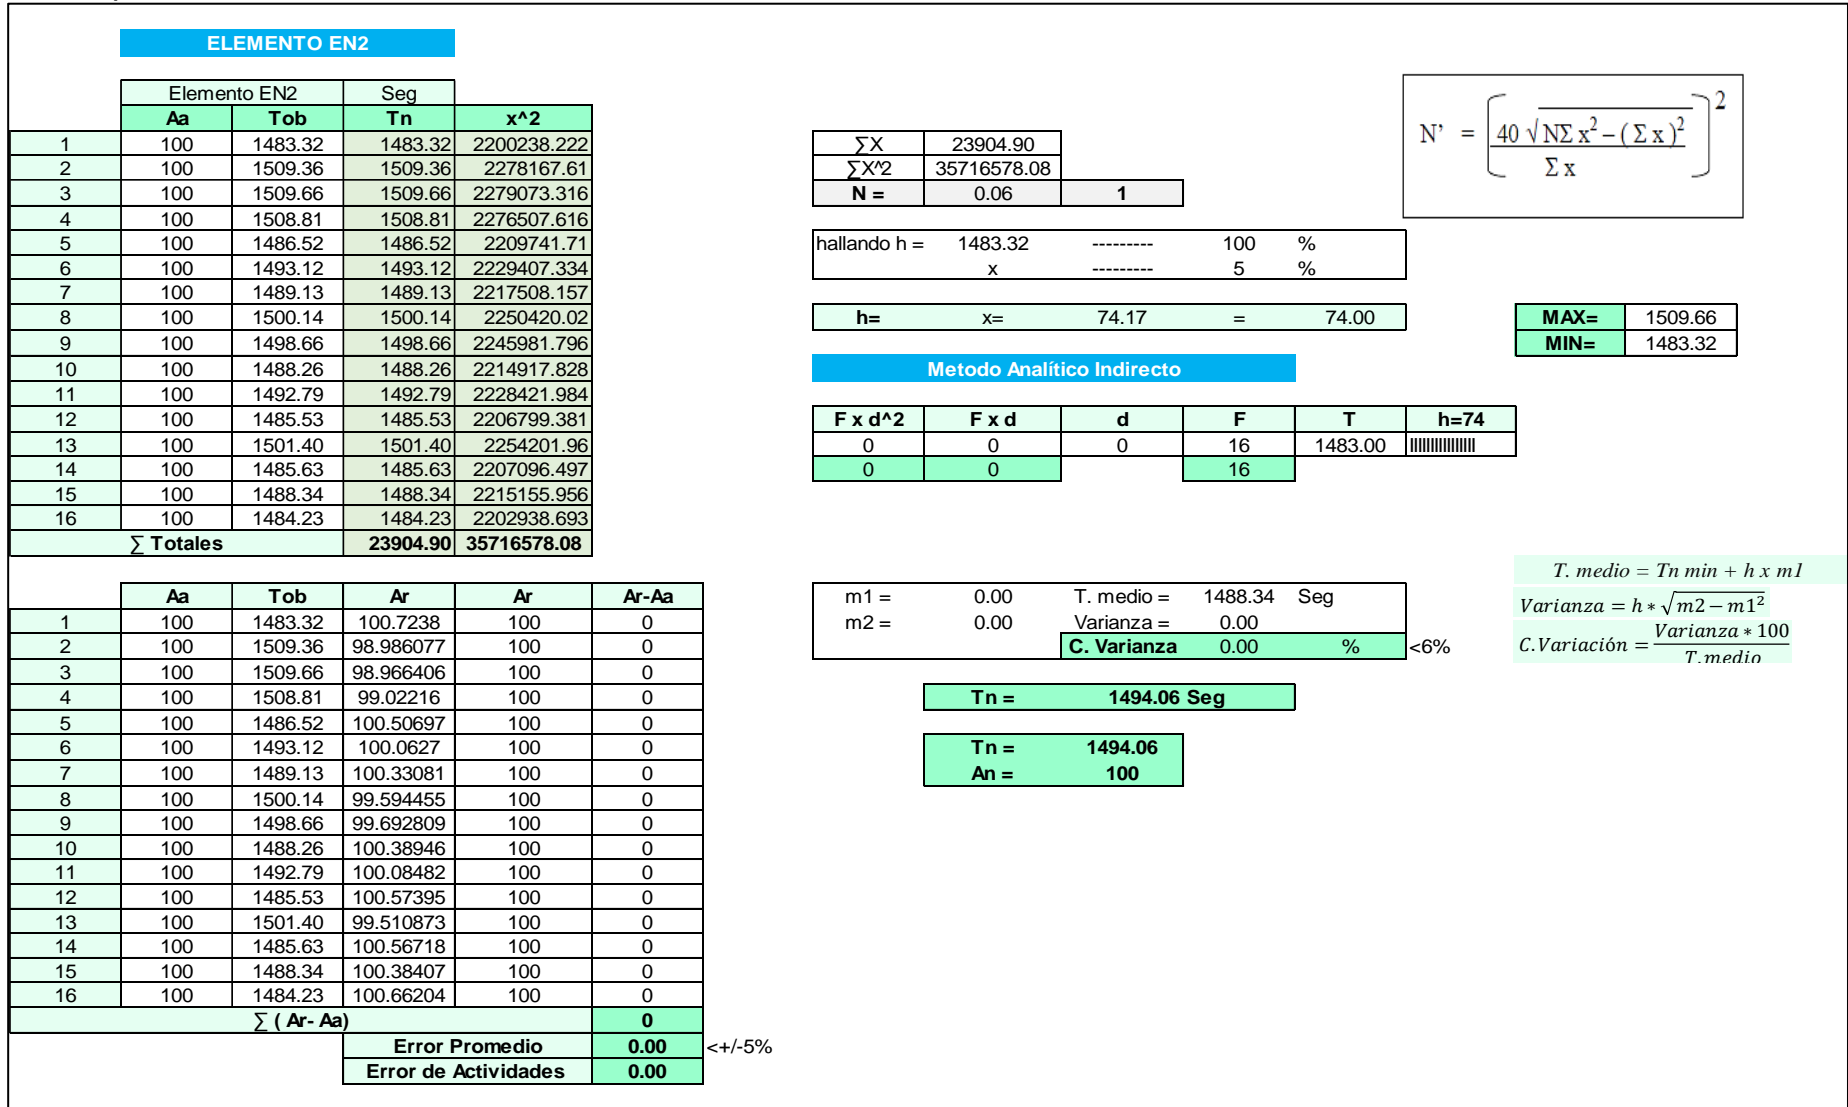 ELEMENTO EN2
Elemento EN2 Seg
Aa Tob Tn x^2
1 100 1483.32 1483.32 2200238.222
2 100 1509.36 1509.36 2278167.61
3 100 1509.66 1509.66 2279073.316
4 100 1508.81 1508.81 2276507.616
5 100 1486.52 1486.52 2209741.71
6 100 1493.12 1493.12 2229407.334
7 100 1489.13 1489.13 2217508.157
8 100 1500.14 1500.14 2250420.02
9 100 1498.66 1498.66 2245981.796
10 100 1488.26 1488.26 2214917.828
11 100 1492.79 1492.79 2228421.984
12 100 1485.53 1485.53 2206799.381
13 100 1501.40 1501.40 2254201.96
14 100 1485.63 1485.63 2207096.497
15 100 1488.34 1488.34 2215155.956
16 100 1484.23 1484.23 2202938.693
∑ Totales 23904.90 35716578.08
∑X 23904.90
∑X^2 35716578.08
N = 0.06 1
N' = [ 40 √ NΣ x² – ( Σ x )² / Σ x ]²
hallando h = 1483.32 --------- 100 %
x --------- 5 %
h= x= 74.17 = 74.00
MAX= 1509.66
MIN= 1483.32
Metodo Analítico Indirecto
F x d^2 F x d d F T h=74
0 0 0 16 1483.00 IIIIIIIIIIIIIIII
0 0 16
Aa Tob Ar Ar Ar-Aa
1 100 1483.32 100.7238 100 0
2 100 1509.36 98.986077 100 0
3 100 1509.66 98.966406 100 0
4 100 1508.81 99.02216 100 0
5 100 1486.52 100.50697 100 0
6 100 1493.12 100.0627 100 0
7 100 1489.13 100.33081 100 0
8 100 1500.14 99.594455 100 0
9 100 1498.66 99.692809 100 0
10 100 1488.26 100.38946 100 0
11 100 1492.79 100.08482 100 0
12 100 1485.53 100.57395 100 0
13 100 1501.40 99.510873 100 0
14 100 1485.63 100.56718 100 0
15 100 1488.34 100.38407 100 0
16 100 1484.23 100.66204 100 0
∑ ( Ar- Aa) 0
Error Promedio 0.00 <+/-5%
Error de Actividades 0.00
m1 = 0.00 T. medio = 1488.34 Seg
m2 = 0.00 Varianza = 0.00
C. Varianza 0.00 % <6%
T. medio = Tn min + h x m1
Varianza = h ∗ √m2 − m1²
C.Variación = Varianza ∗ 100 / T.medio
Tn = 1494.06 Seg
Tn = 1494.06
An = 100